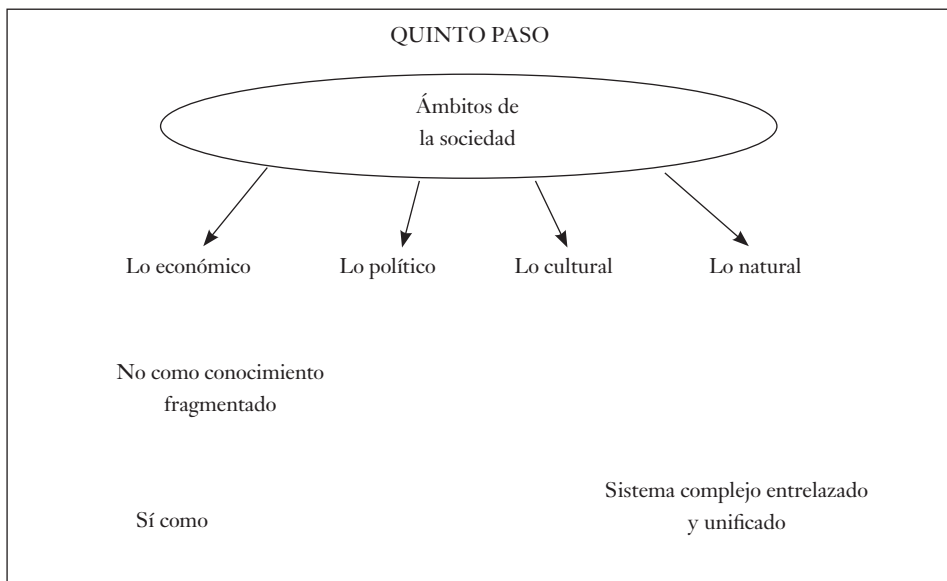 QUINTO PASO
Ámbitos de
la sociedad
Lo económico
Lo político
Lo cultural
Lo natural
No como conocimiento
fragmentado
Sí como
Sistema complejo entrelazado
y unificado